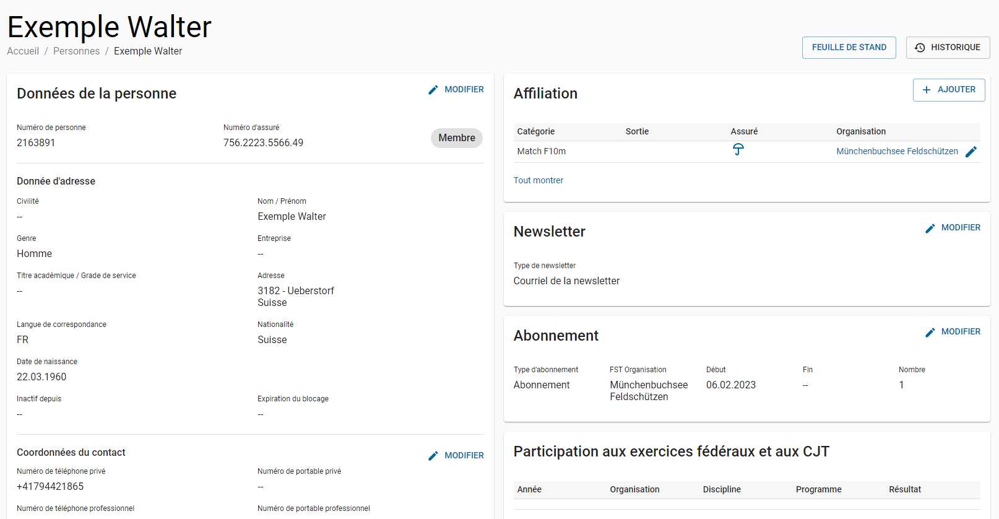 Exemple Walter
Accueil / Personnes / Exemple Walter
FEUILLE DE STAND
HISTORIQUE
Données de la personne
MODIFIER
Numéro de personne
Numéro d'assuré
2163891
756.2223.5566.49
Membre
Donnée d'adresse
Civilité
Nom / Prénom
--
Exemple Walter
Genre
Entreprise
Homme
--
Titre académique / Grade de service
Adresse
--
3182 - Ueberstorf
Suisse
Langue de correspondance
Nationalité
FR
Suisse
Date de naissance
22.03.1960
Inactif depuis
Expiration du blocage
--
--
Coordonnées du contact
MODIFIER
Numéro de téléphone privé
Numéro de portable privé
+41794421865
--
Numéro de téléphone professionnel
Numéro de portable professionnel
Affiliation
+ AJOUTER
Catégorie
Sortie
Assuré
Organisation
Match F10m
Münchenbuchsee Feldschützen
Tout montrer
Newsletter
MODIFIER
Type de newsletter
Courriel de la newsletter
Abonnement
MODIFIER
Type d'abonnement
FST Organisation
Début
Fin
Nombre
Abonnement
Münchenbuchsee
Feldschützen
06.02.2023
--
1
Participation aux exercices fédéraux et aux CJT
Année
Organisation
Discipline
Programme
Résultat